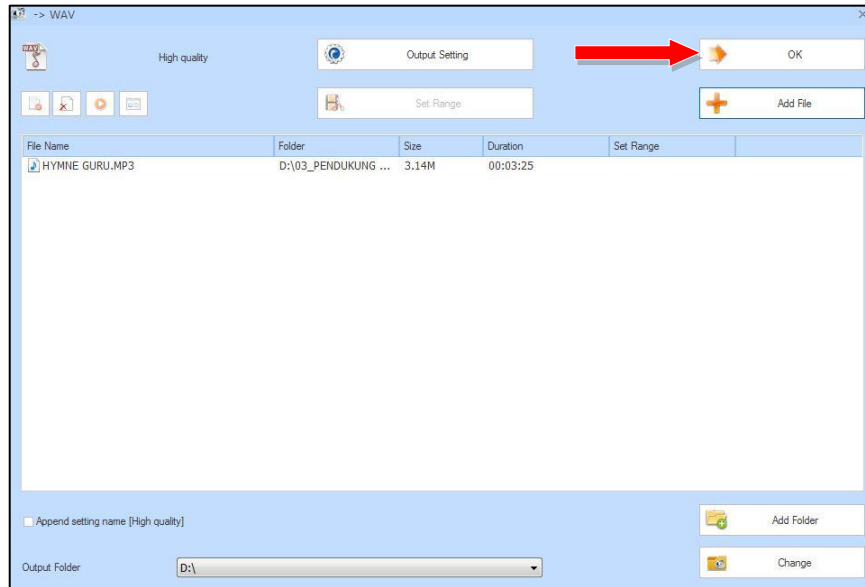 -> WAV
WAV
High quality
Output Setting
OK
Set Range
Add File
File Name Folder Size Duration Set Range
HYMNE GURU.MP3 D:\03_PENDUKUNG ... 3.14M 00:03:25
Append setting name [High quality]
Add Folder
Output Folder D:\ Change